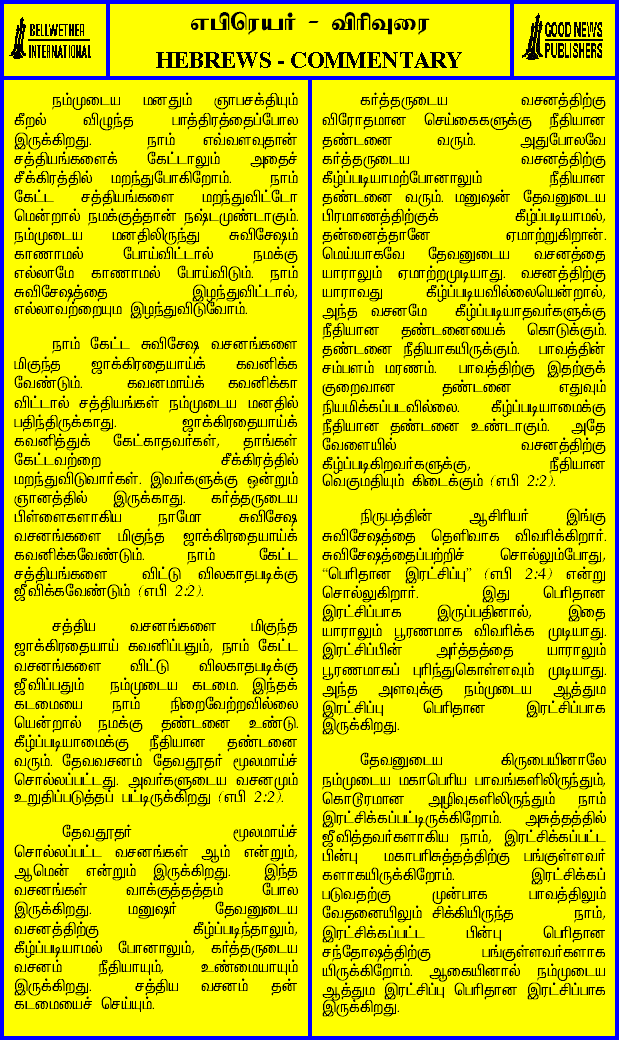 BELLWETHER
INTERNATIONAL
எபிரெயர் - விரிவுரை
HEBREWS - COMMENTARY
GOOD NEWS
PUBLISHERS
நம்முடைய மனதும் ஞாபசக்தியும்
கீறல் விழுந்த பாத்திரத்தைப்போல
இருக்கிறது. நாம் எவ்வளவுதான்
சத்தியங்களைக் கேட்டாலும் அதைச்
சீக்கிரத்தில் மறந்துபோகிறோம். நாம்
கேட்ட சத்தியங்களை மறந்துவிட்டோ
மென்றால் நமக்குத்தான் நஷ்டமுண்டாகும்.
நம்முடைய மனதிலிருந்து சுவிசேஷம்
காணாமல் போய்விட்டால் நமக்கு
எல்லாமே காணாமல் போய்விடும். நாம்
சுவிசேஷத்தை இழந்துவிட்டால்,
எல்லாவற்றையும இழந்துவிடுவோம்.
நாம் கேட்ட சுவிசேஷ வசனங்களை
மிகுந்த ஜாக்கிரதையாய்க் கவனிக்க
வேண்டும். கவனமாய்க் கவனிக்கா
விட்டால் சத்தியங்கள் நம்முடைய மனதில்
பதிந்திருக்காது. ஜாக்கிரதையாய்க்
கவனித்துக் கேட்காதவர்கள், தாங்கள்
கேட்டவற்றை சீக்கிரத்தில்
மறந்துவிடுவார்கள். இவர்களுக்கு ஒன்றும்
ஞானத்தில் இருக்காது. கர்த்தருடைய
பிள்ளைகளாகிய நாமோ சுவிசேஷ
வசனங்களை மிகுந்த ஜாக்கிரதையாய்க்
கவனிக்கவேண்டும். நாம் கேட்ட
சத்தியங்களை விட்டு விலகாதபடிக்கு
ஜீவிக்கவேண்டும் (எபி 2:2).
சத்திய வசனங்களை மிகுந்த
ஜாக்கிரதையாய் கவனிப்பதும், நாம் கேட்ட
வசனங்களை விட்டு விலகாதபடிக்கு
ஜீவிப்பதும் நம்முடைய கடமை. இந்தக்
கடமையை நாம் நிறைவேற்றவில்லை
யென்றால் நமக்கு தண்டனை உண்டு.
கீழ்ப்படியாமைக்கு நீதியான தண்டனை
வரும். தேவவசனம் தேவதூதர் மூலமாய்ச்
சொல்லப்பட்டது. அவர்களுடைய வசனமும்
உறுதிப்படுத்தப் பட்டிருக்கிறது (எபி 2:2).
தேவதூதர் மூலமாய்ச்
சொல்லப்பட்ட வசனங்கள் ஆம் என்றும்,
ஆமென் என்றும் இருக்கிறது. இந்த
வசனங்கள் வாக்குத்தத்தம் போல
இருக்கிறது. மனுஷர் தேவனுடைய
வசனத்திற்கு கீழ்ப்படிந்தாலும்,
கீழ்ப்படியாமல் போனாலும், கர்த்தருடைய
வசனம் நீதியாயும், உண்மையாயும்
இருக்கிறது. சத்திய வசனம் தன்
கடமையைச் செய்யும்.
கர்த்தருடைய வசனத்திற்கு
விரோதமான செய்கைகளுக்கு நீதியான
தண்டனை வரும். அதுபோலவே
கர்த்தருடைய வசனத்திற்கு
கீழ்ப்படியாமற்போனாலும் நீதியான
தண்டனை வரும். மனுஷன் தேவனுடைய
பிரமாணத்திற்குக் கீழ்ப்படியாமல்,
தன்னைத்தானே ஏமாற்றுகிறான்.
மெய்யாகவே தேவனுடைய வசனத்தை
யாராலும் ஏமாற்றமுடியாது. வசனத்திற்கு
யாராவது கீழ்ப்படியவில்லையென்றால்,
அந்த வசனமே கீழ்ப்படியாதவர்களுக்கு
நீதியான தண்டனையைக் கொடுக்கும்.
தண்டனை நீதியாகயிருக்கும். பாவத்தின்
சம்பளம் மரணம். பாவத்திற்கு இதற்குக்
குறைவான தண்டனை எதுவும்
நியமிக்கப்படவில்லை. கீழ்ப்படியாமைக்கு
நீதியான தண்டனை உண்டாகும். அதே
வேளையில் வசனத்திற்கு
கீழ்ப்படிகிறவர்களுக்கு, நீதியான
வெகுமதியும் கிடைக்கும் (எபி 2:2).
நிருபத்தின் ஆசிரியர் இங்கு
சுவிசேஷத்தை தெளிவாக விவரிக்கிறார்.
சுவிசேஷத்தைப்பற்றிச் சொல்லும்போது,
“பெரிதான இரட்சிப்பு” (எபி 2:4) என்று
சொல்லுகிறார். இது பெரிதான
இரட்சிப்பாக இருப்பதினால், இதை
யாராலும் பூரணமாக விவரிக்க முடியாது.
இரட்சிப்பின் அர்த்தத்தை யாராலும்
பூரணமாகப் புரிந்துகொள்ளவும் முடியாது.
அந்த அளவுக்கு நம்முடைய ஆத்தும
இரட்சிப்பு பெரிதான இரட்சிப்பாக
இருக்கிறது.
தேவனுடைய கிருபையினாலே
நம்முடைய மகாபெரிய பாவங்களிலிருந்தும்,
கொடூரமான அழிவுகளிலிருந்தும் நாம்
இரட்சிக்கப்பட்டிருக்கிறோம். அசுத்தத்தில்
ஜீவித்தவர்களாகிய நாம், இரட்சிக்கப்பட்ட
பின்பு மகாபரிசுத்தத்திற்கு பங்குள்ளவர்
களாகயிருக்கிறோம். இரட்சிக்கப்
படுவதற்கு முன்பாக பாவத்திலும்
வேதனையிலும் சிக்கியிருந்த நாம்,
இரட்சிக்கப்பட்ட பின்பு பெரிதான
சந்தோஷத்திற்கு பங்குள்ளவர்களாக
யிருக்கிறோம். ஆகையினால் நம்முடைய
ஆத்தும இரட்சிப்பு பெரிதான இரட்சிப்பாக
இருக்கிறது.